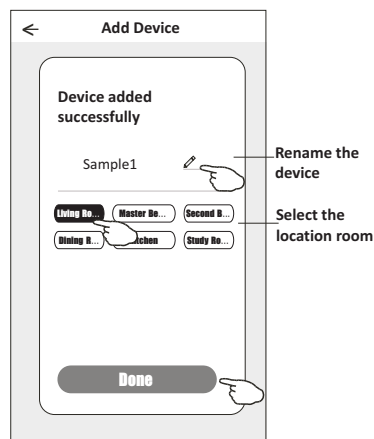 Add Device
Device added
successfully
Sample1
Rename the
device
Living Ro...
Master Be...
Second B...
Select the
location room
Dining R...
Study Ro...
Done